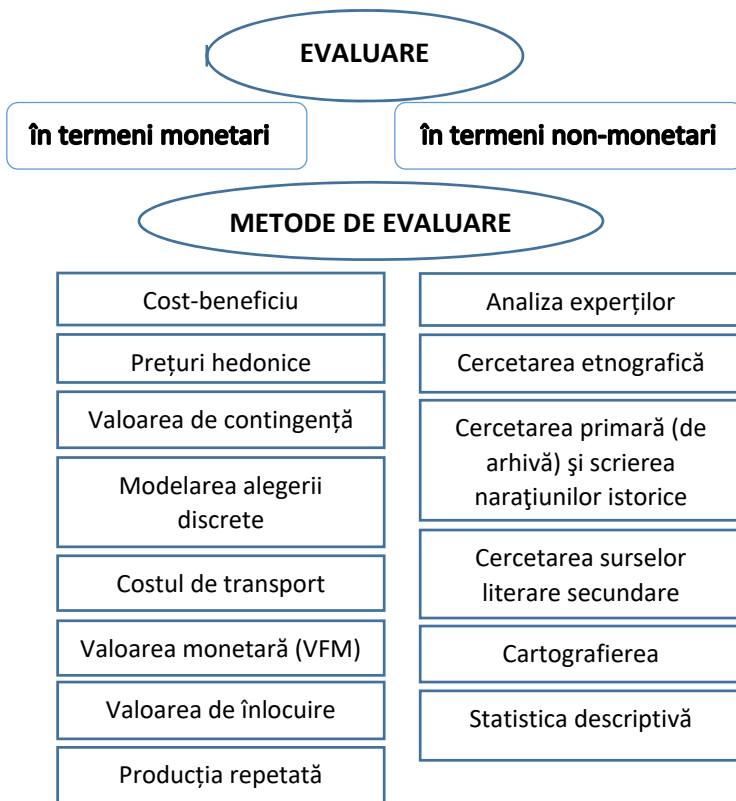 EVALUARE
în termeni monetari
în termeni non-monetari
METODE DE EVALUARE
Cost-beneficiu
Prețuri hedonice
Valoarea de contingență
Modelarea alegerii
discrete
Costul de transport
Valoarea monetară (VFM)
Valoarea de înlocuire
Producția repetată
Analiza experților
Cercetarea etnografică
Cercetarea primară (de
arhivă) şi scrierea
naraţiunilor istorice
Cercetarea surselor
literare secundare
Cartografierea
Statistica descriptivă